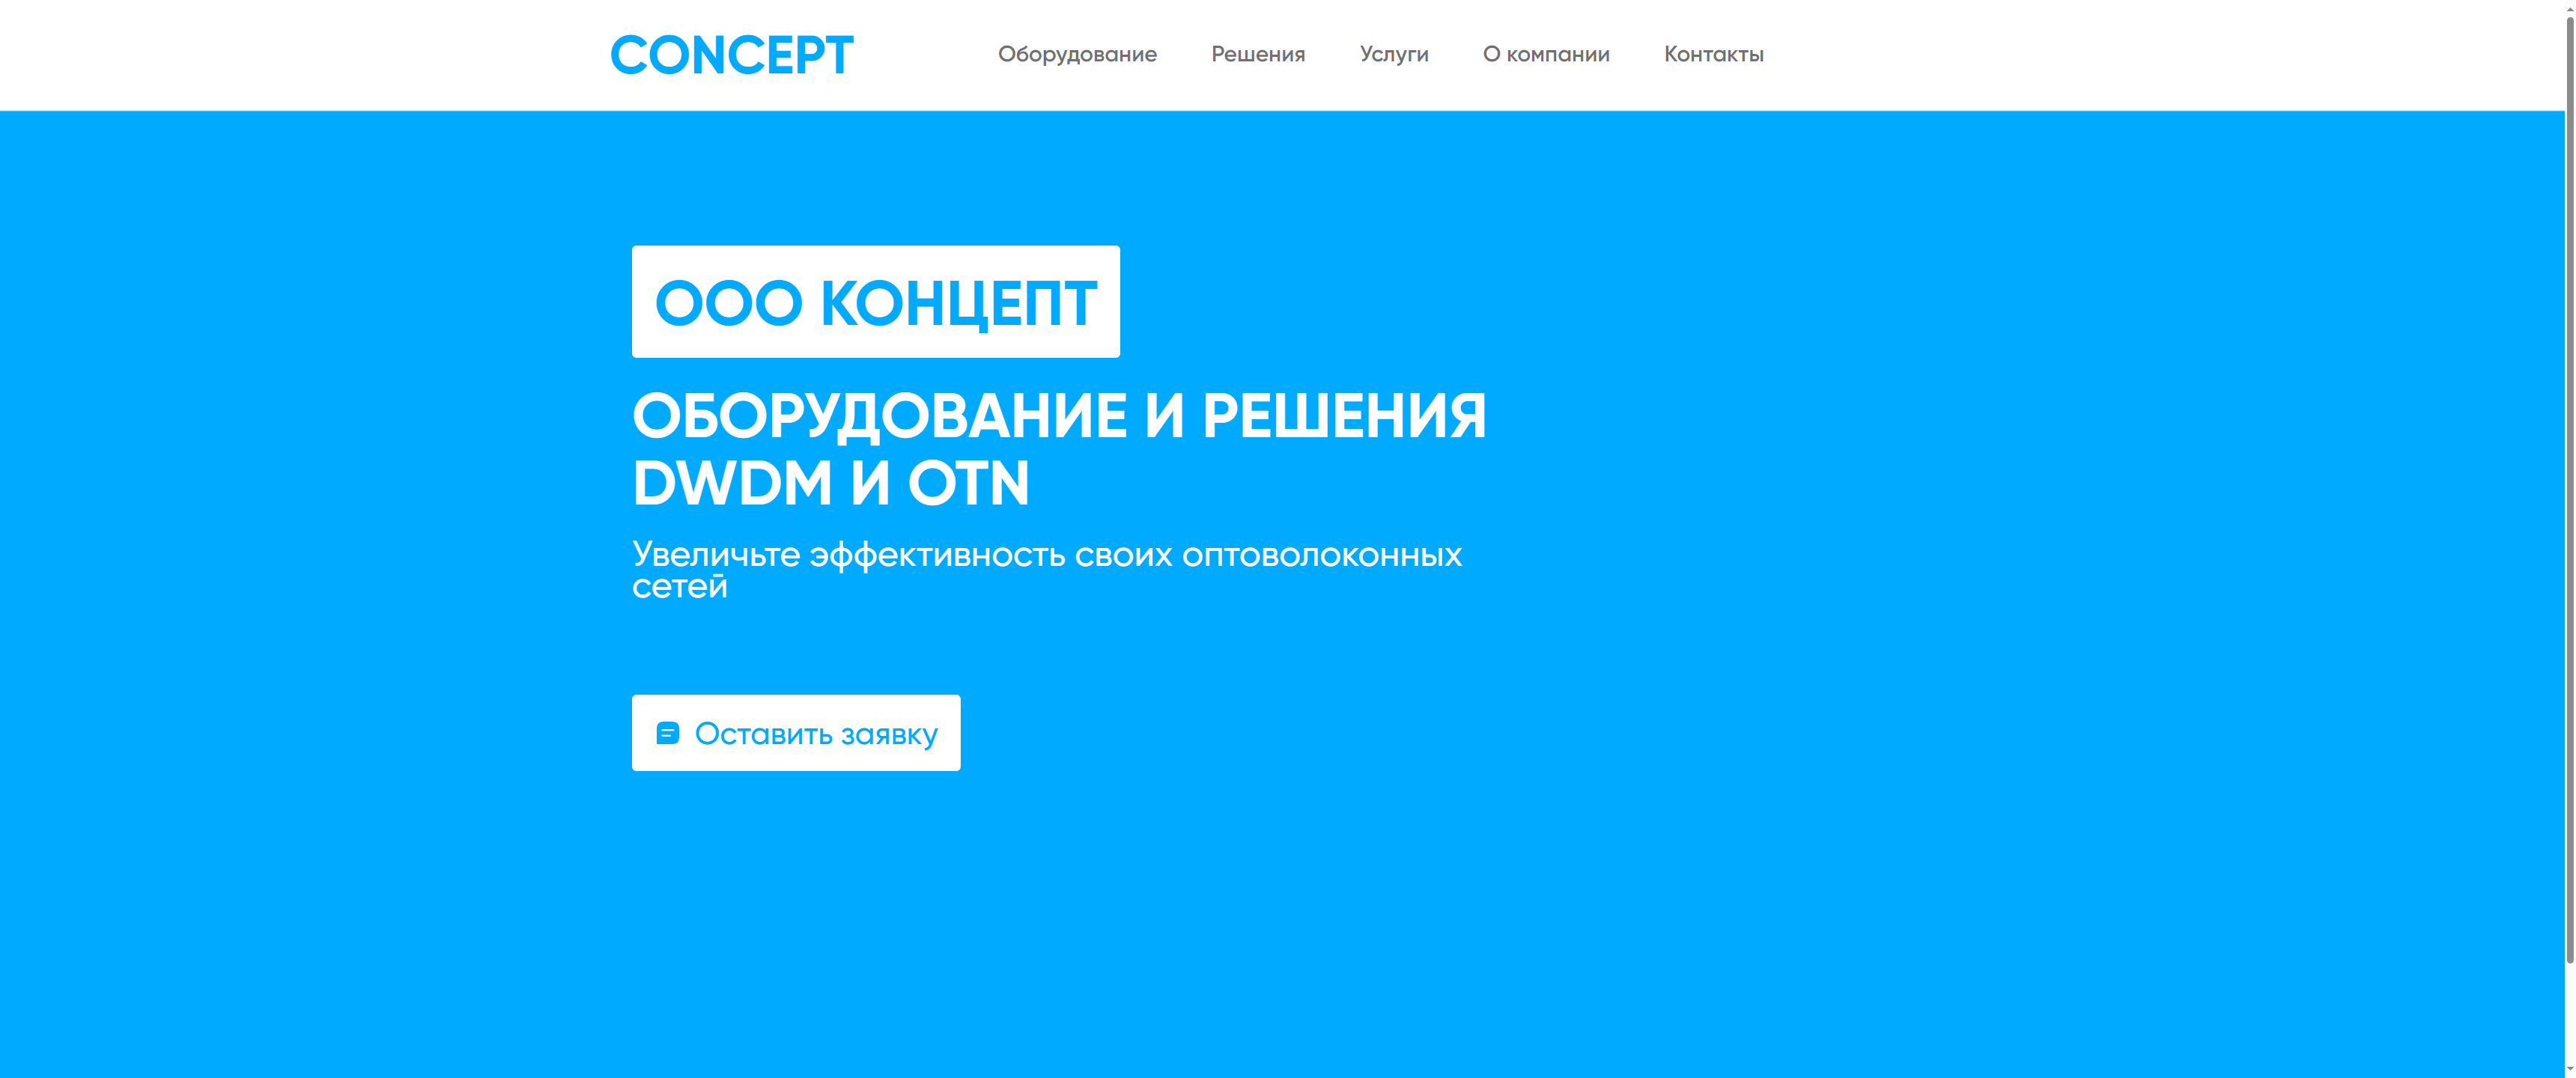 CONCEPT
Оборудование Решения Услуги О компании Контакты
ООО КОНЦЕПТ
ОБОРУДОВАНИЕ И РЕШЕНИЯ
DWDM И OTN
Увеличьте эффективность своих оптоволоконных
сетей
Оставить заявку